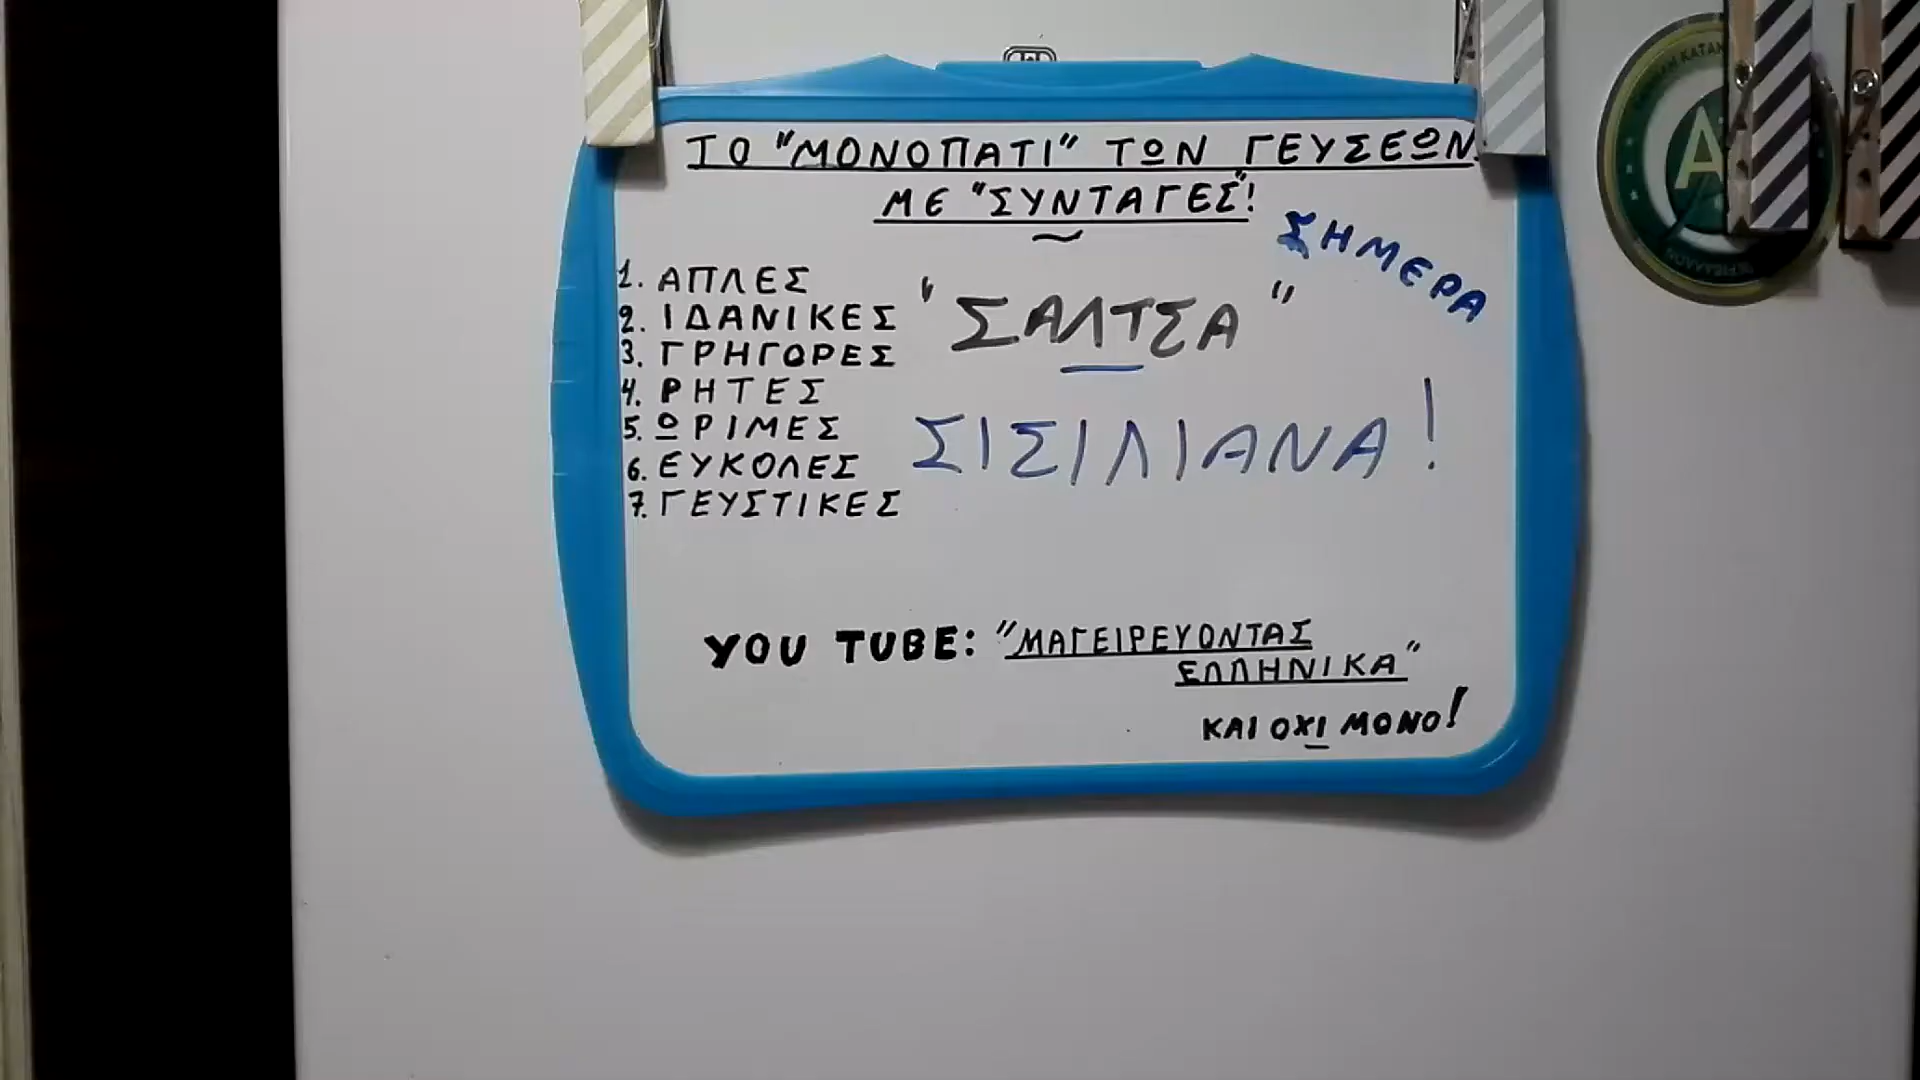 ΤΟ "ΜΟΝΟΠΑΤΙ" ΤΩΝ ΓΕΥΣΕΩΝ
ΜΕ "ΣΥΝΤΑΓΕΣ"!
ΣΗΜΕΡΑ
1. ΑΠΛΕΣ
2. ΙΔΑΝΙΚΕΣ
3. ΓΡΗΓΟΡΕΣ
4. ΡΗΤΕΣ
5. ΩΡΙΜΕΣ
6. ΕΥΚΟΛΕΣ
7. ΓΕΥΣΤΙΚΕΣ
"ΣΑΛΤΣΑ"
ΣΙΣΙΛΙΑΝΑ!
YOU TUBE: "ΜΑΓΕΙΡΕΥΟΝΤΑΣ
ΕΛΛΗΝΙΚΑ"
ΚΑΙ ΟΧΙ ΜΟΝΟ!